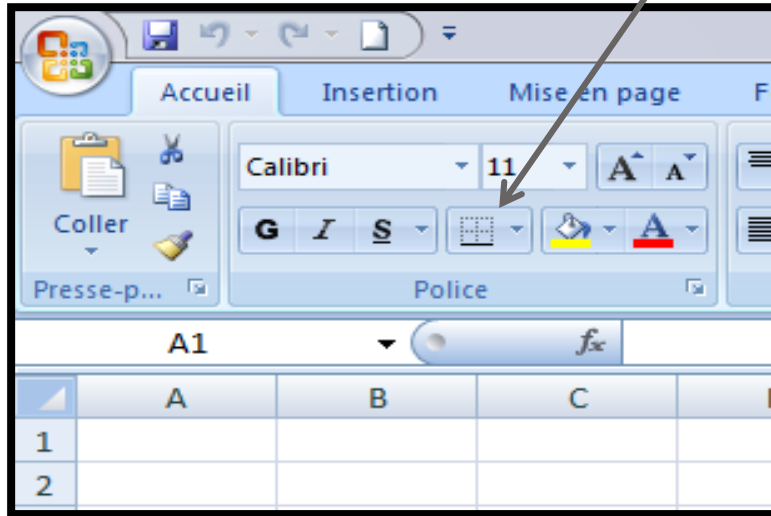 Accueil Insertion Mise en page F
Calibri 11 A A
Coller G I S A
Presse-p... Police
A1 fx
A B C
1
2